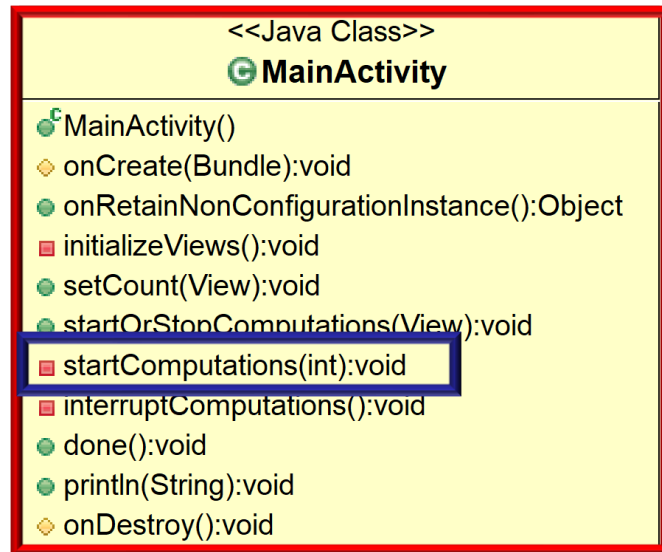 <<Java Class>>
C MainActivity
C MainActivity()
onCreate(Bundle):void
onRetainNonConfigurationInstance():Object
initializeViews():void
setCount(View):void
startOrStopComputations(View):void
startComputations(int):void
interruptComputations():void
done():void
println(String):void
onDestroy():void